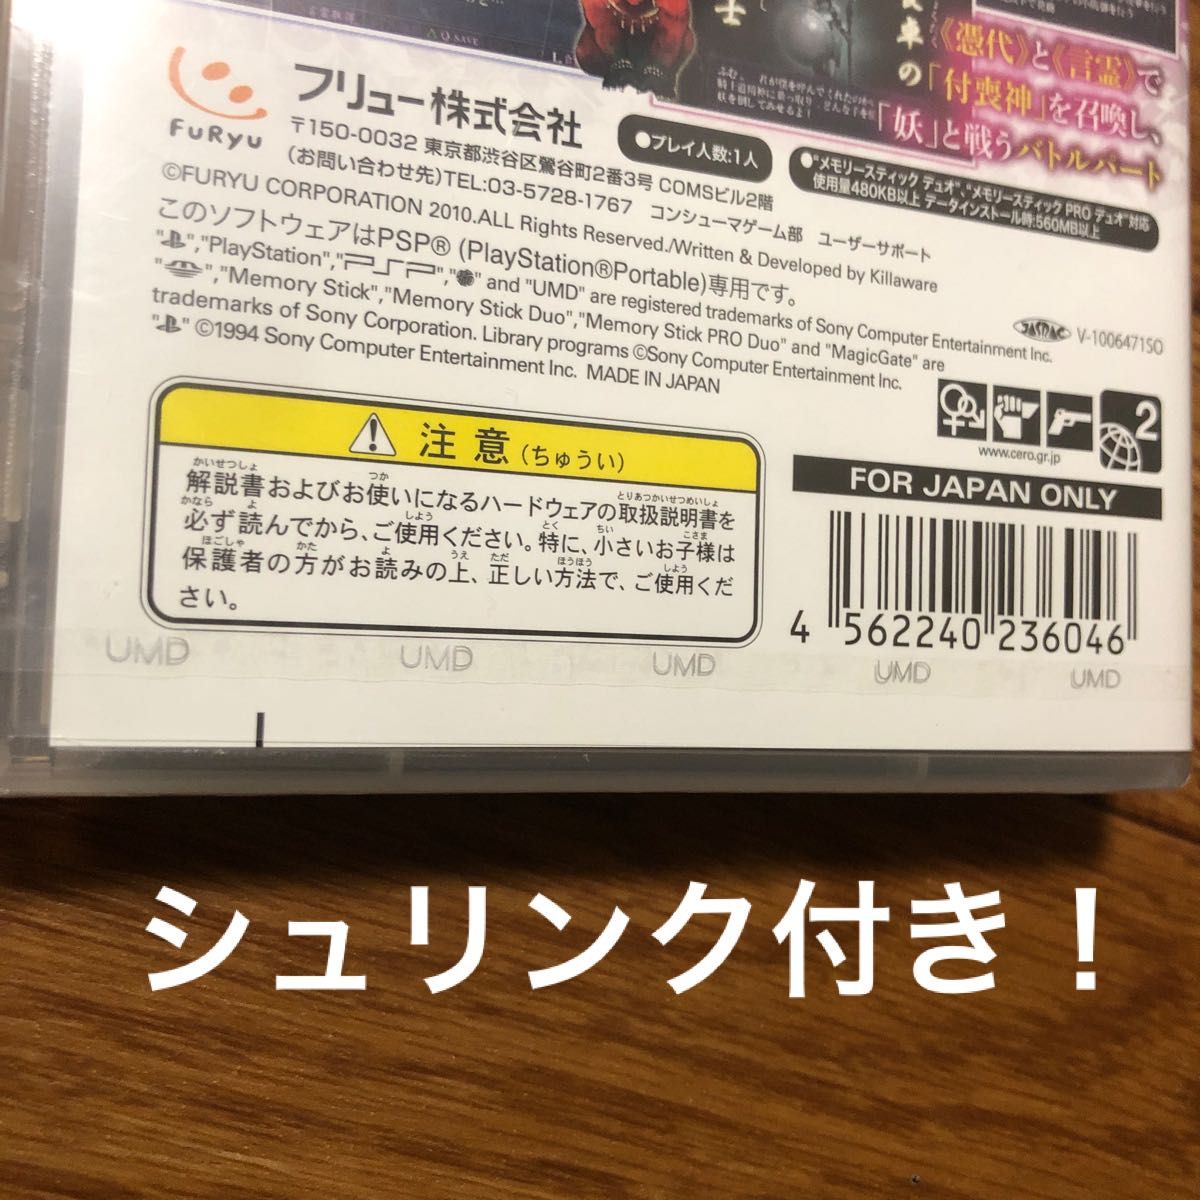 Q.SAVE
士
食卓の
《憑代》と《言霊》で
「付喪神」を召喚し、
「妖」と戦うバトルパート
FuRyu
フリュー株式会社
〒150-0032 東京都渋谷区鶯谷町2番3号 COMSビル2階
(お問い合わせ先)TEL:03-5728-1767 コンシューマゲーム部 ユーザーサポート
●プレイ人数:1人
●"メモリースティック デュオ"、"メモリースティック PRO デュオ"対応
使用量480KB以上 データインストール時:560MB以上
©FURYU CORPORATION 2010.ALL Rights Reserved./Written & Developed by Killaware
このソフトウェアはPSP® (PlayStation®Portable)専用です。
"PS","PlayStation","PSP"," " and "UMD" are registered trademarks of Sony Computer Entertainment Inc.
" ","Memory Stick","Memory Stick Duo","Memory Stick PRO Duo" and "MagicGate" are
trademarks of Sony Corporation. Library programs ©Sony Computer Entertainment Inc.
"PS" ©1994 Sony Computer Entertainment Inc. MADE IN JAPAN
JASRAC V-1006471SO
2
www.cero.gr.jp
FOR JAPAN ONLY
注意(ちゅうい)
解説書およびお使いになるハードウェアの取扱説明書を
必ず読んでから、ご使用ください。特に、小さいお子様は
保護者の方がお読みの上、正しい方法で、ご使用くだ
さい。
4 562240 236046
UMD UMD UMD UMD UMD
シュリンク付き！